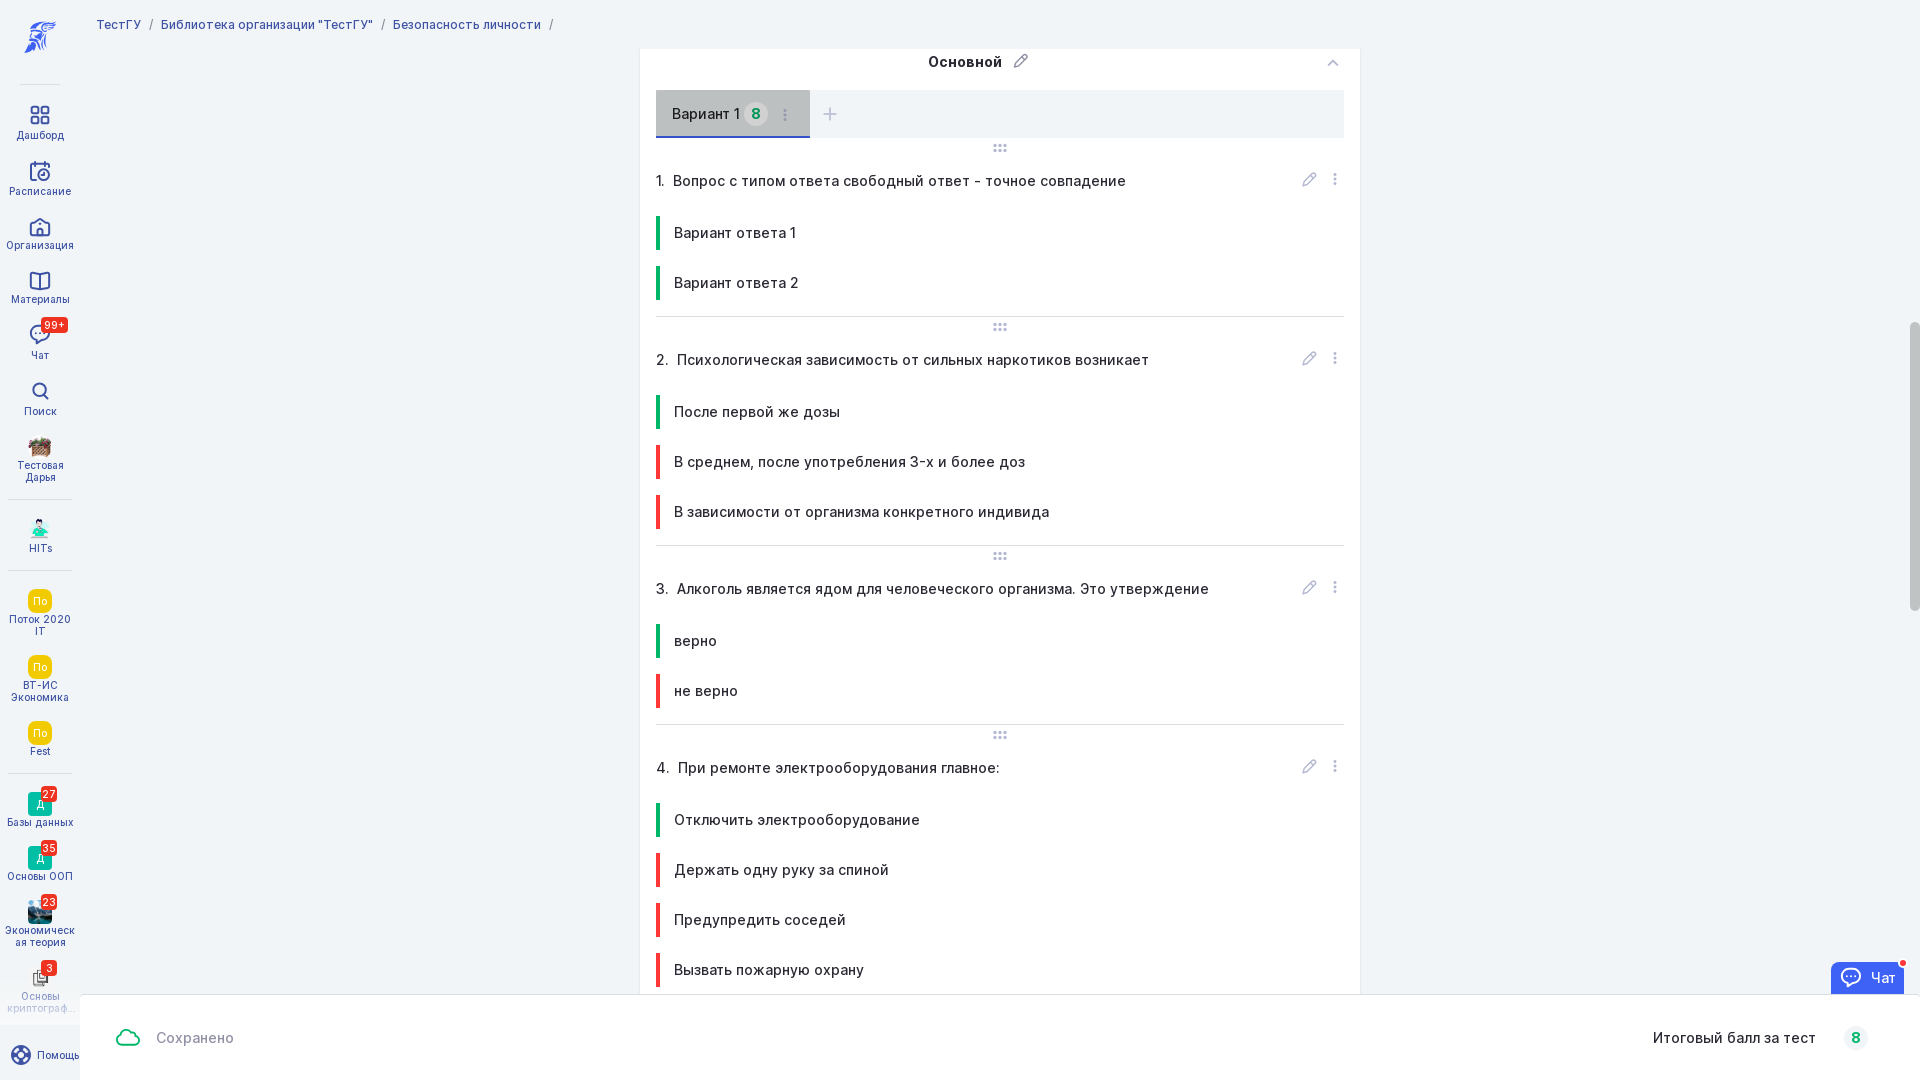 ТестГУ / Библиотека организации "ТестГУ" / Безопасность личности /
Дашборд
Расписание
Организация
Материалы
99+
Чат
Поиск
Тестовая
Дарья
HITs
По
Поток 2020
IT
По
ВТ-ИС
Экономика
По
Fest
27
Д
Базы данных
35
Д
Основы ООП
23
Экономическ
ая теория
3
Основы
криптограф...
Помощь
Основной
Вариант 1 8
1. Вопрос с типом ответа свободный ответ - точное совпадение
Вариант ответа 1
Вариант ответа 2
2. Психологическая зависимость от сильных наркотиков возникает
После первой же дозы
В среднем, после употребления 3-х и более доз
В зависимости от организма конкретного индивида
3. Алкоголь является ядом для человеческого организма. Это утверждение
верно
не верно
4. При ремонте электрооборудования главное:
Отключить электрооборудование
Держать одну руку за спиной
Предупредить соседей
Вызвать пожарную охрану
Чат
Сохранено
Итоговый балл за тест 8